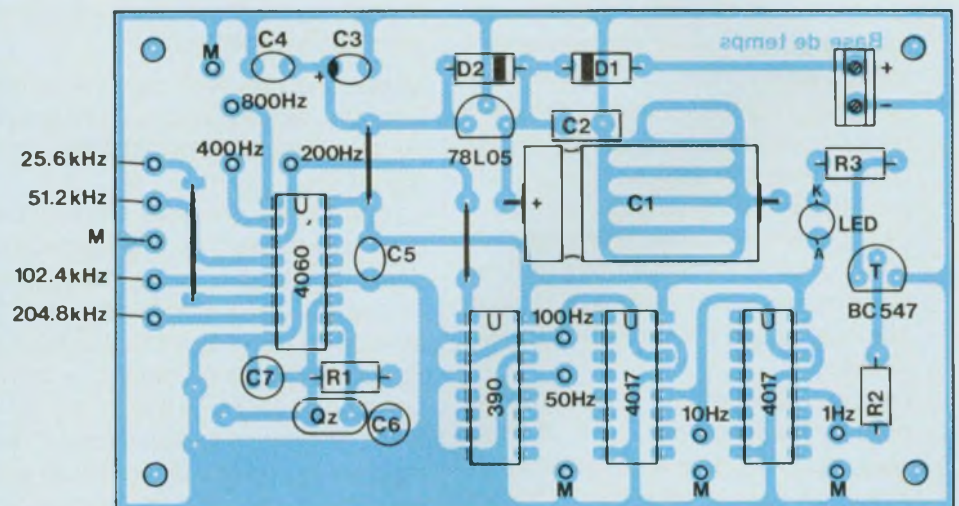 Base de temps
M
C4
C3
+
D2
D1
+
-
800Hz
C2
78L05
400Hz
200Hz
R3
25.6kHz
51.2kHz
M
102.4kHz
204.8kHz
U
4060
C5
+
C1
K
LED
A
T
BC547
100Hz
U
390
U
4017
U
4017
50Hz
10Hz
1Hz
R2
C7
R1
Qz
C6
M
M
M